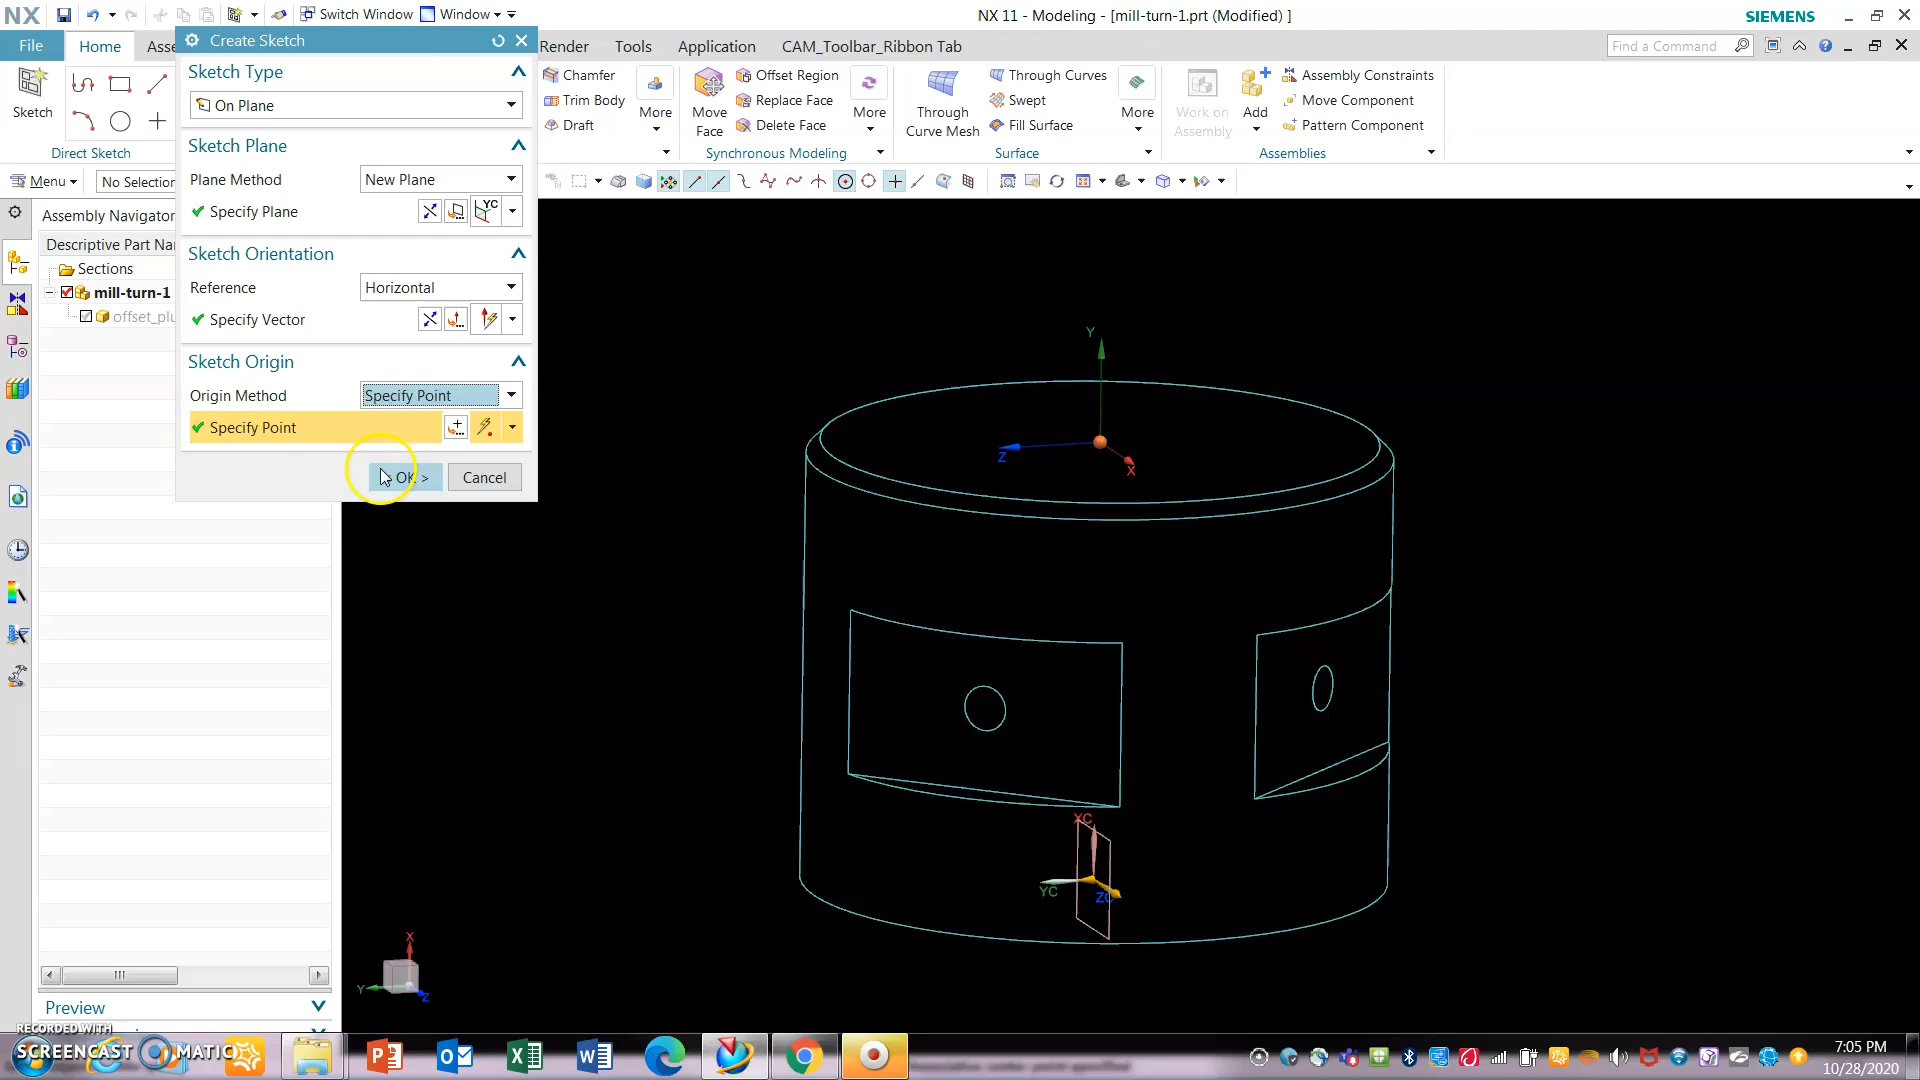 NX
Switch Window
Window
NX 11 - Modeling - [mill-turn-1.prt (Modified) ]
SIEMENS
File
Home
Asse
Create Sketch
Render
Tools
Application
CAM_Toolbar_Ribbon Tab
Find a Command
Sketch
Direct Sketch
Chamfer
Trim Body
Draft
More
Move
Face
Offset Region
Replace Face
Delete Face
More
Synchronous Modeling
Through
Curve Mesh
Through Curves
Swept
Fill Surface
More
Surface
Work on
Assembly
Add
Assembly Constraints
Move Component
Pattern Component
Assemblies
Menu
No Selection
Sketch Type
On Plane
Sketch Plane
Plane Method
New Plane
Specify Plane
YC
Sketch Orientation
Reference
Horizontal
Specify Vector
Sketch Origin
Origin Method
Specify Point
Specify Point
OK >
Cancel
Assembly Navigator
Descriptive Part Na
Sections
mill-turn-1
offset_plu
Preview
Y
Z
X
XC
YC
ZC
X
Y
Z
RECORDED WITH
SCREENCAST MATIC
7:05 PM
10/28/2020